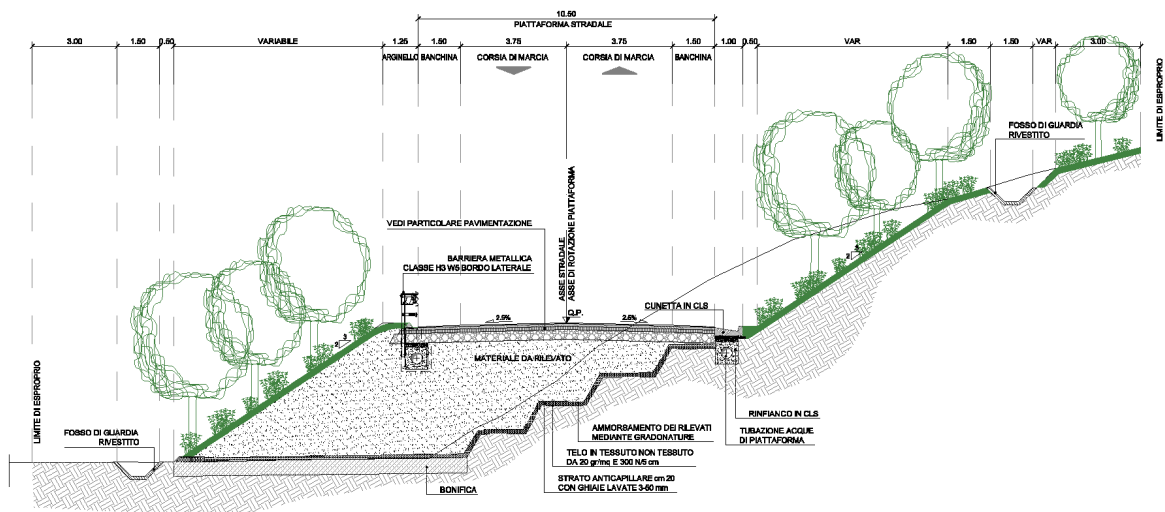 10.50
PIATTAFORMA STRADALE
3.00 1.50 0.50 VARIABILE 1.25 1.50 3.75 3.75 1.50 1.00 0.50 VAR 1.50 1.50 VAR 3.00
ARGINELLO BANCHINA CORSIA DI MARCIA CORSIA DI MARCIA BANCHINA
LIMITE DI ESPROPRIO
FOSSO DI GUARDIA
RIVESTITO
VEDI PARTICOLARE PAVIMENTAZIONE
BARRIERA METALLICA
CLASSE H3 W5 BORDO LATERALE
ASSE STRADALE
ASSE DI ROTAZIONE PIATTAFORMA
Q.P.
2.5% 2.5%
CUNETTA IN CLS
3
2
3
2
MATERIALE DA RILEVATO
LIMITE DI ESPROPRIO
FOSSO DI GUARDIA
RIVESTITO
RINFIANCO IN CLS
TUBAZIONE ACQUE
DI PIATTAFORMA
AMMORSAMENTO DEI RILEVATI
MEDIANTE GRADONATURE
TELO IN TESSUTO NON TESSUTO
DA 20 gr/mq E 300 N/5 cm
STRATO ANTICAPILLARE cm 20
CON GHIAIE LAVATE 3-50 mm
BONIFICA